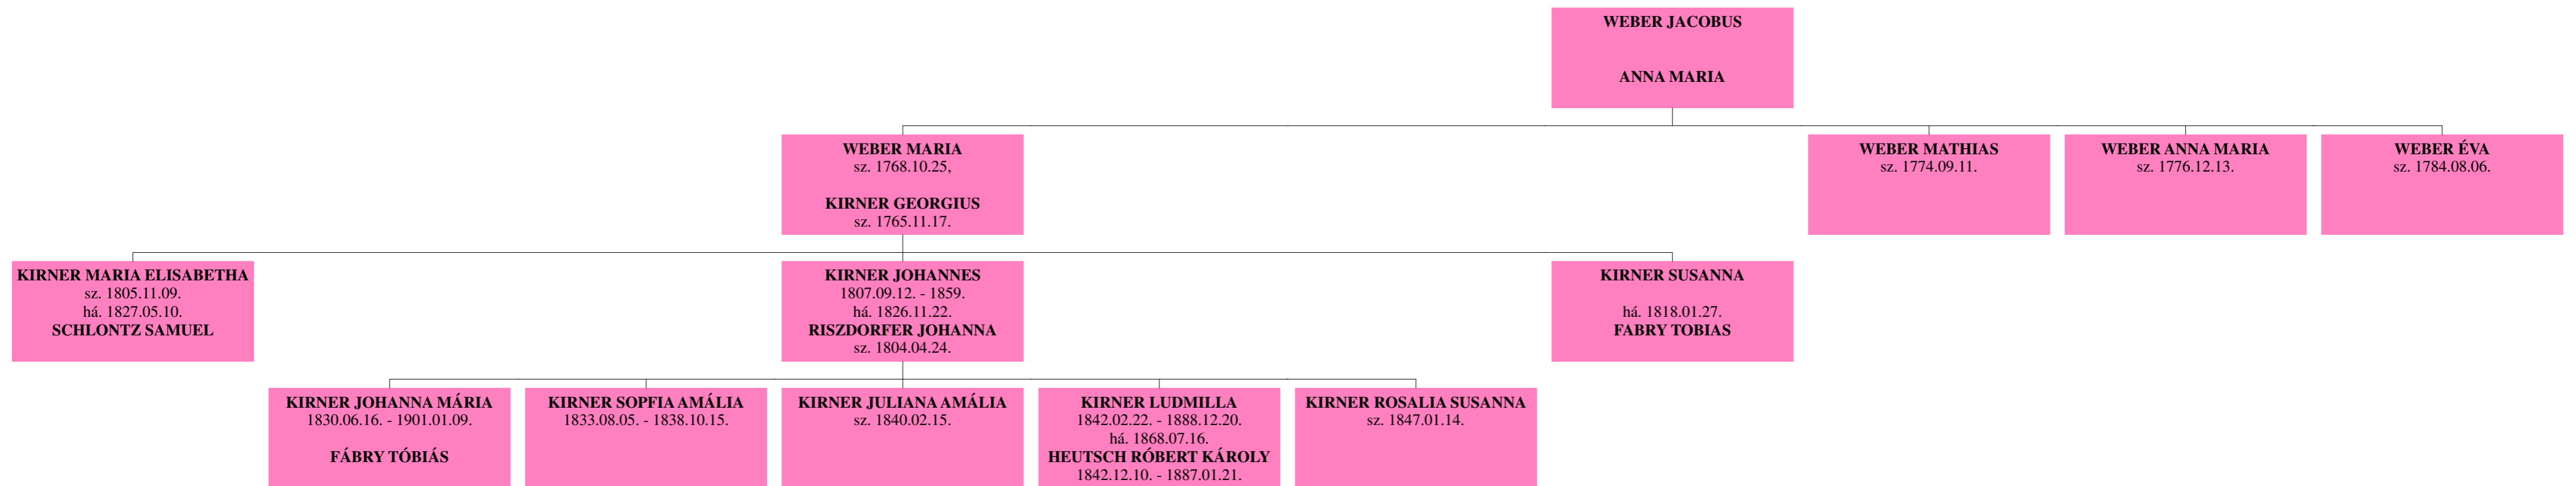 WEBER JACOBUS
ANNA MARIA
WEBER MARIA
sz. 1768.10.25,
KIRNER GEORGIUS
sz. 1765.11.17.
WEBER MATHIAS
sz. 1774.09.11.
WEBER ANNA MARIA
sz. 1776.12.13.
WEBER ÉVA
sz. 1784.08.06.
KIRNER MARIA ELISABETHA
sz. 1805.11.09.
há. 1827.05.10.
SCHLONTZ SAMUEL
KIRNER JOHANNES
1807.09.12. - 1859.
há. 1826.11.22.
RISZDORFER JOHANNA
sz. 1804.04.24.
KIRNER SUSANNA
há. 1818.01.27.
FABRY TOBIAS
KIRNER JOHANNA MÁRIA
1830.06.16. - 1901.01.09.
FÁBRY TÓBIÁS
KIRNER SOPFIA AMÁLIA
1833.08.05. - 1838.10.15.
KIRNER JULIANA AMÁLIA
sz. 1840.02.15.
KIRNER LUDMILLA
1842.02.22. - 1888.12.20.
há. 1868.07.16.
HEUTSCH RÓBERT KÁROLY
1842.12.10. - 1887.01.21.
KIRNER ROSALIA SUSANNA
sz. 1847.01.14.